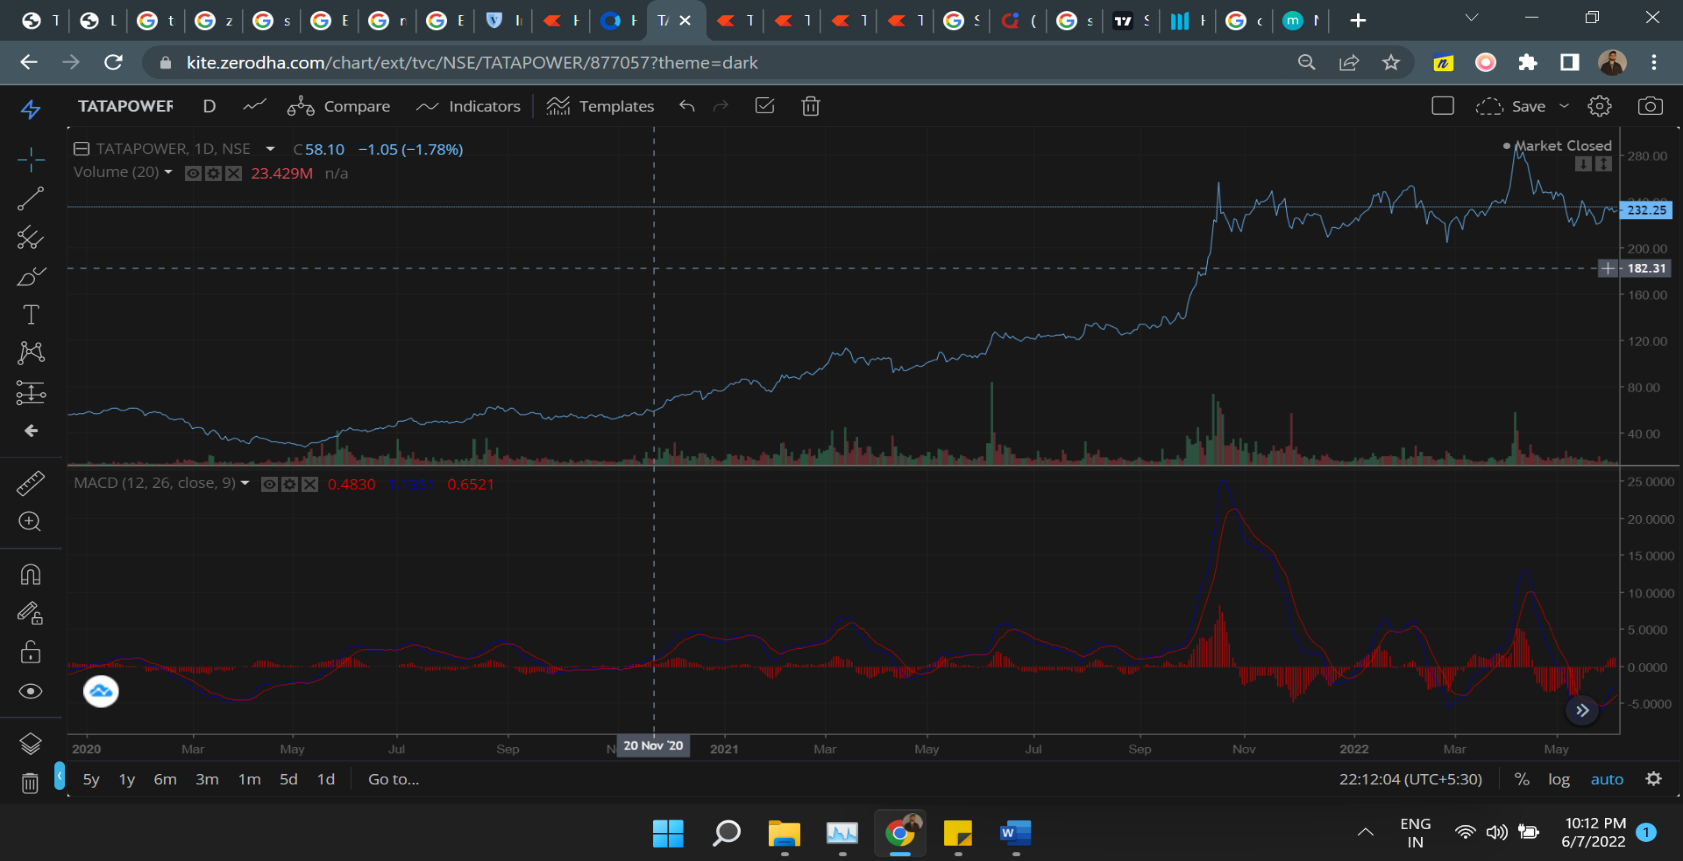 kite.zerodha.com/chart/ext/tvc/NSE/TATAPOWER/877057?theme=dark
TATAPOWER D Compare Indicators Templates Save
TATAPOWER, 1D, NSE C58.10 −1.05 (−1.78%)
Market Closed
Volume (20) 23.429M n/a
280.00
232.25
200.00
182.31
160.00
120.00
80.00
40.00
MACD (12, 26, close, 9) 0.4830 0.6521
25.0000
20.0000
15.0000
10.0000
5.0000
0.0000
-5.0000
2020 Mar May Jul Sep 20 Nov '20 2021 Mar May Jul Sep Nov 2022 Mar May
5y 1y 6m 3m 1m 5d 1d Go to... 22:12:04 (UTC+5:30) % log auto
ENG
IN
10:12 PM
6/7/2022
1